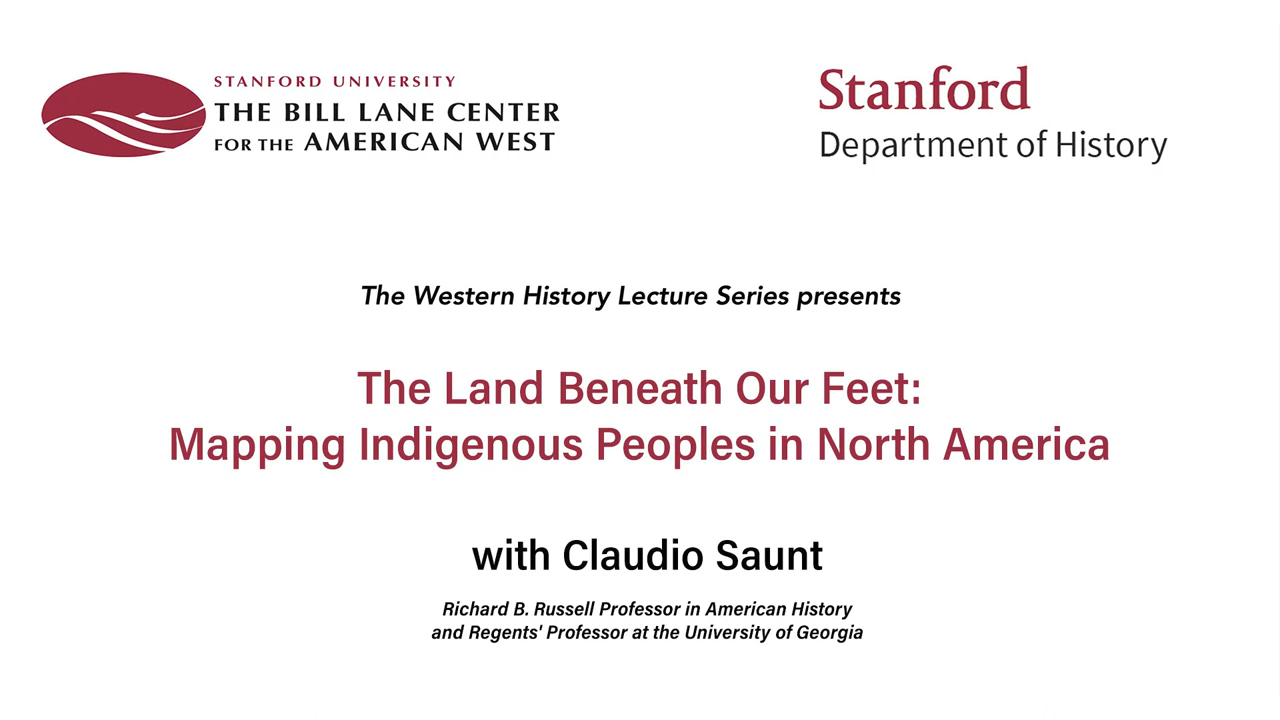 STANFORD UNIVERSITY
THE BILL LANE CENTER
FOR THE AMERICAN WEST
Stanford
Department of History
The Western History Lecture Series presents
The Land Beneath Our Feet:
Mapping Indigenous Peoples in North America
with Claudio Saunt
Richard B. Russell Professor in American History
and Regents' Professor at the University of Georgia